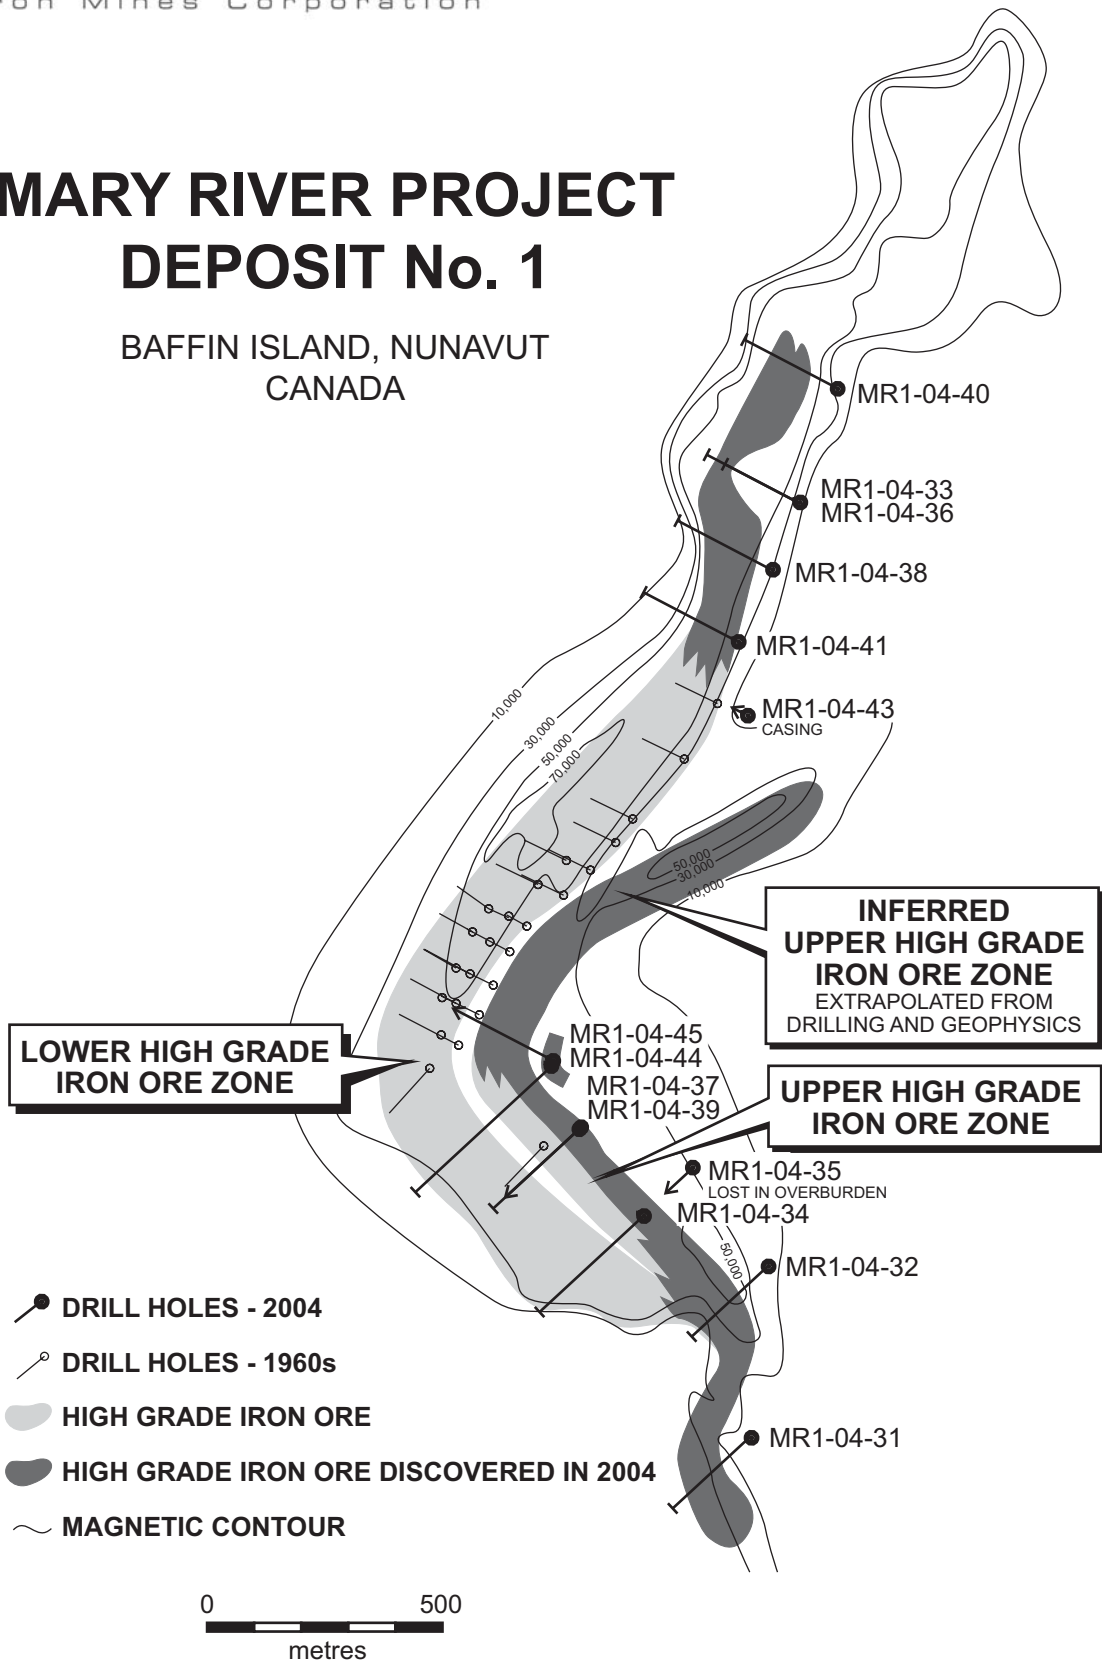 Mines Corporation
MARY RIVER PROJECT
DEPOSIT No. 1
BAFFIN ISLAND, NUNAVUT
CANADA
MR1-04-40
MR1-04-33
MR1-04-36
MR1-04-38
MR1-04-41
MR1-04-43
CASING
10,000
30,000
50,000
70,000
50,000
30,000
10,000
INFERRED
UPPER HIGH GRADE
IRON ORE ZONE
EXTRAPOLATED FROM
DRILLING AND GEOPHYSICS
LOWER HIGH GRADE
IRON ORE ZONE
MR1-04-45
MR1-04-44
MR1-04-37
MR1-04-39
UPPER HIGH GRADE
IRON ORE ZONE
MR1-04-35
LOST IN OVERBURDEN
MR1-04-34
50,000
MR1-04-32
MR1-04-31
DRILL HOLES - 2004
DRILL HOLES - 1960s
HIGH GRADE IRON ORE
HIGH GRADE IRON ORE DISCOVERED IN 2004
MAGNETIC CONTOUR
0 500
metres